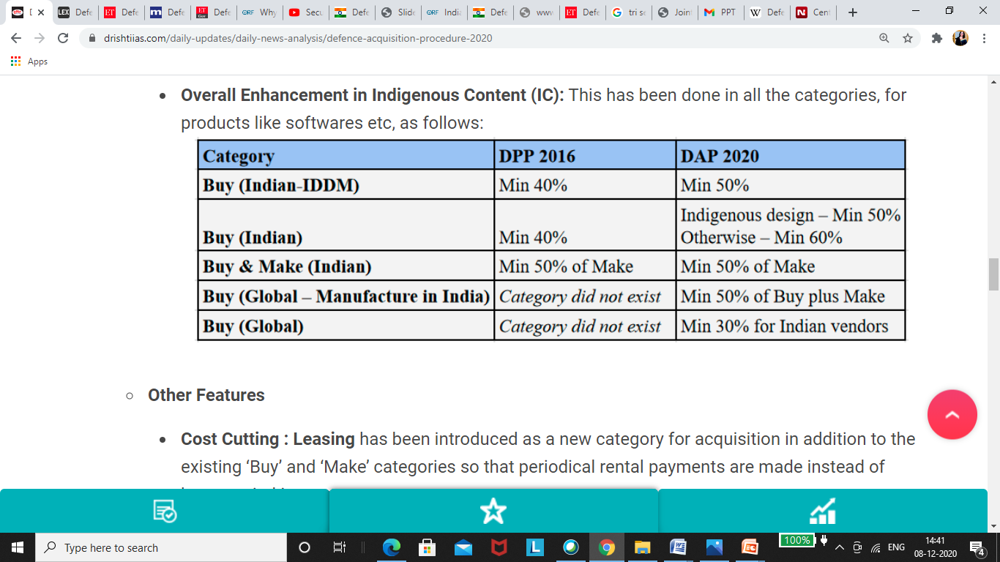 Defe
Defe
Defe
Defe
Why
Secu
Defe
Slide
India
Defe
www
Defe
tri se
Joint
PPT
Defe
Cent
drishtiias.com/daily-updates/daily-news-analysis/defence-acquisition-procedure-2020
Apps
• Overall Enhancement in Indigenous Content (IC): This has been done in all the categories, for
products like softwares etc, as follows:
Category DPP 2016 DAP 2020
Buy (Indian-IDDM) Min 40% Min 50%
Indigenous design – Min 50%
Buy (Indian) Min 40% Otherwise – Min 60%
Buy & Make (Indian) Min 50% of Make Min 50% of Make
Buy (Global – Manufacture in India) Category did not exist Min 50% of Buy plus Make
Buy (Global) Category did not exist Min 30% for Indian vendors
Other Features
• Cost Cutting : Leasing has been introduced as a new category for acquisition in addition to the
existing ‘Buy’ and ‘Make’ categories so that periodical rental payments are made instead of
Type here to search
100%
ENG
14:41
08-12-2020
4